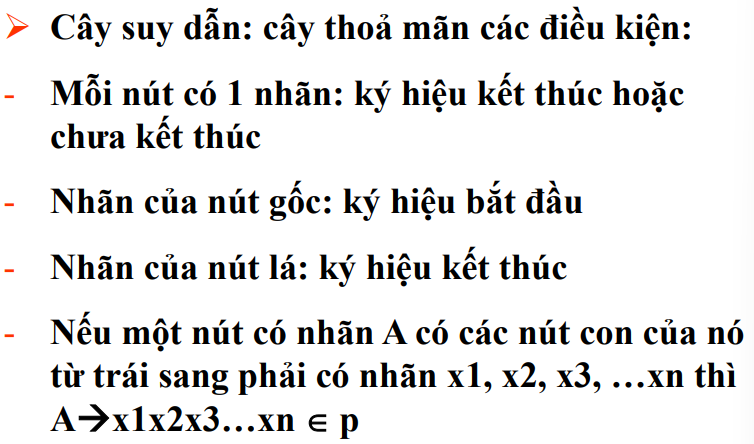 ➢ Cây suy dẫn: cây thoả mãn các điều kiện:
- Mỗi nút có 1 nhãn: ký hiệu kết thúc hoặc
chưa kết thúc
- Nhãn của nút gốc: ký hiệu bắt đầu
- Nhãn của nút lá: ký hiệu kết thúc
- Nếu một nút có nhãn A có các nút con của nó
từ trái sang phải có nhãn x1, x2, x3, …xn thì
A→x1x2x3…xn ∈ p